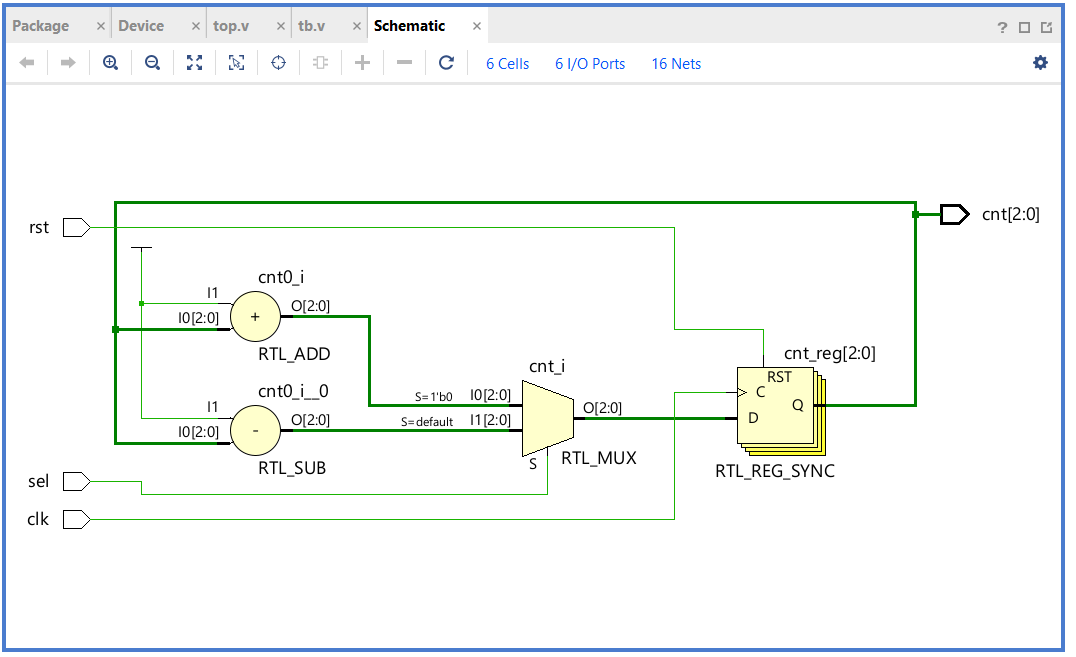 Package × Device × top.v × tb.v × Schematic × ?
6 Cells 6 I/O Ports 16 Nets
rst
cnt[2:0]
cnt0_i
I1
O[2:0]
I0[2:0]
+
RTL_ADD
cnt_reg[2:0]
cnt_i
RST
cnt0_i__0
S=1'b0 I0[2:0]
C
I1
O[2:0]
O[2:0]
Q
I0[2:0]
S=default I1[2:0]
D
-
RTL_SUB
S
RTL_MUX
RTL_REG_SYNC
sel
clk